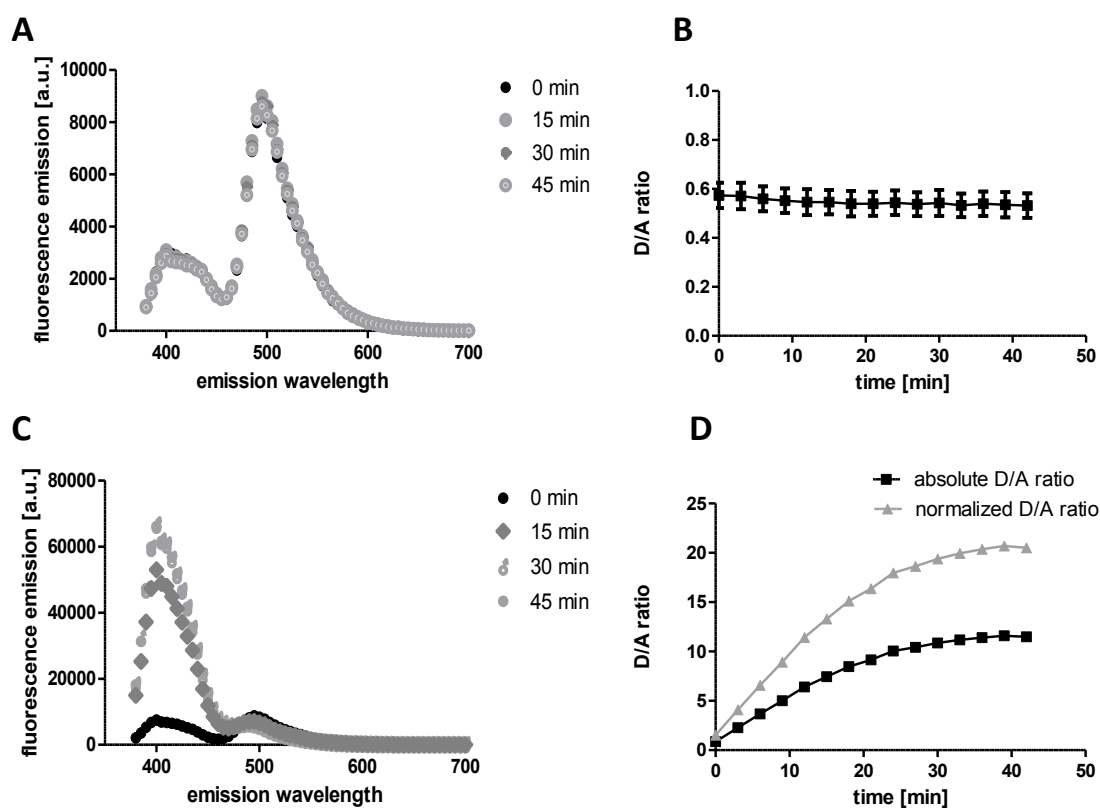 A
fluorescence emission [a.u.]
10000
8000
6000
4000
2000
0
400
500
600
700
emission wavelength
0 min
15 min
30 min
45 min
B
D/A ratio
1.0
0.8
0.6
0.4
0.2
0.0
0
10
20
30
40
50
time [min]
C
fluorescence emission [a.u.]
80000
60000
40000
20000
0
400
500
600
700
emission wavelength
0 min
15 min
30 min
45 min
D
absolute D/A ratio
normalized D/A ratio
D/A ratio
25
20
15
10
5
0
0
10
20
30
40
50
time [min]